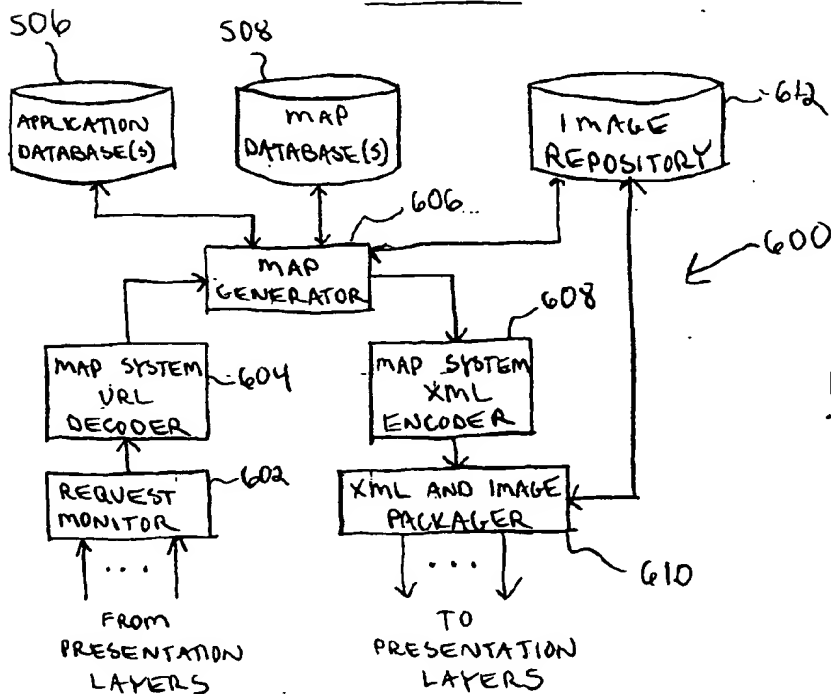 506
508
APPLICATION
DATABASE(S)
MAP
DATABASE(S)
IMAGE
REPOSITORY
612
606
600
MAP
GENERATOR
608
MAP SYSTEM
URL
DECODER
604
MAP SYSTEM
XML
ENCODER
REQUEST
MONITOR
602
XML AND IMAGE
PACKAGER
610
...
...
FROM
PRESENTATION
LAYERS
TO
PRESENTATION
LAYERS